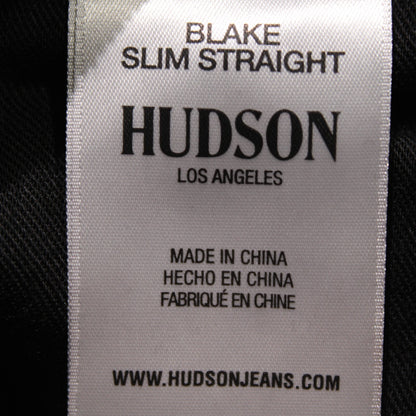 BLAKE
SLIM STRAIGHT
HUDSON
LOS ANGELES
MADE IN CHINA
HECHO EN CHINA
FABRIQUÉ EN CHINE
WWW.HUDSONJEANS.COM